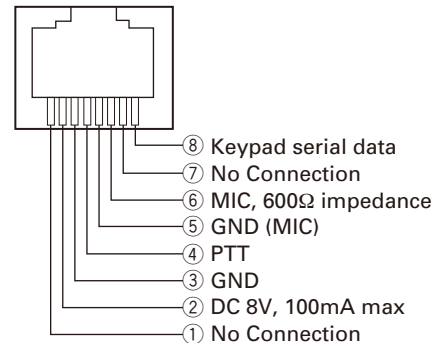 ⑧ Keypad serial data
⑦ No Connection
⑥ MIC, 600Ω impedance
⑤ GND (MIC)
④ PTT
③ GND
② DC 8V, 100mA max
① No Connection